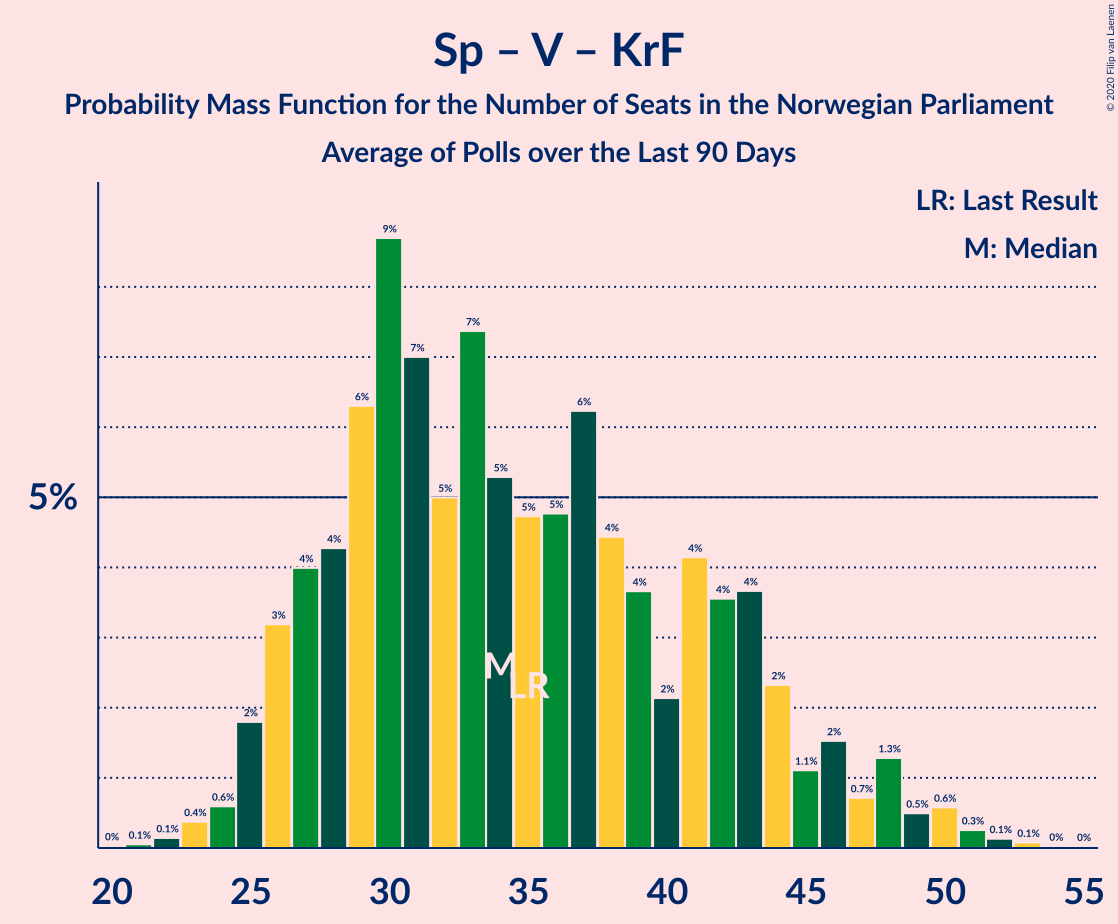 Sp – V – KrF
Probability Mass Function for the Number of Seats in the Norwegian Parliament
Average of Polls over the Last 90 Days
© 2020 Filip van Laenen
LR: Last Result
M: Median
5%
0% 0.1% 0.1% 0.4% 0.6% 2% 3% 4% 4% 6% 9% 7% 5% 7% 5% 5% 5% 6% 4% 4% 2% 4% 4% 4% 2% 1.1% 2% 0.7% 1.3% 0.5% 0.6% 0.3% 0.1% 0.1% 0% 0%
M
LR
20 25 30 35 40 45 50 55